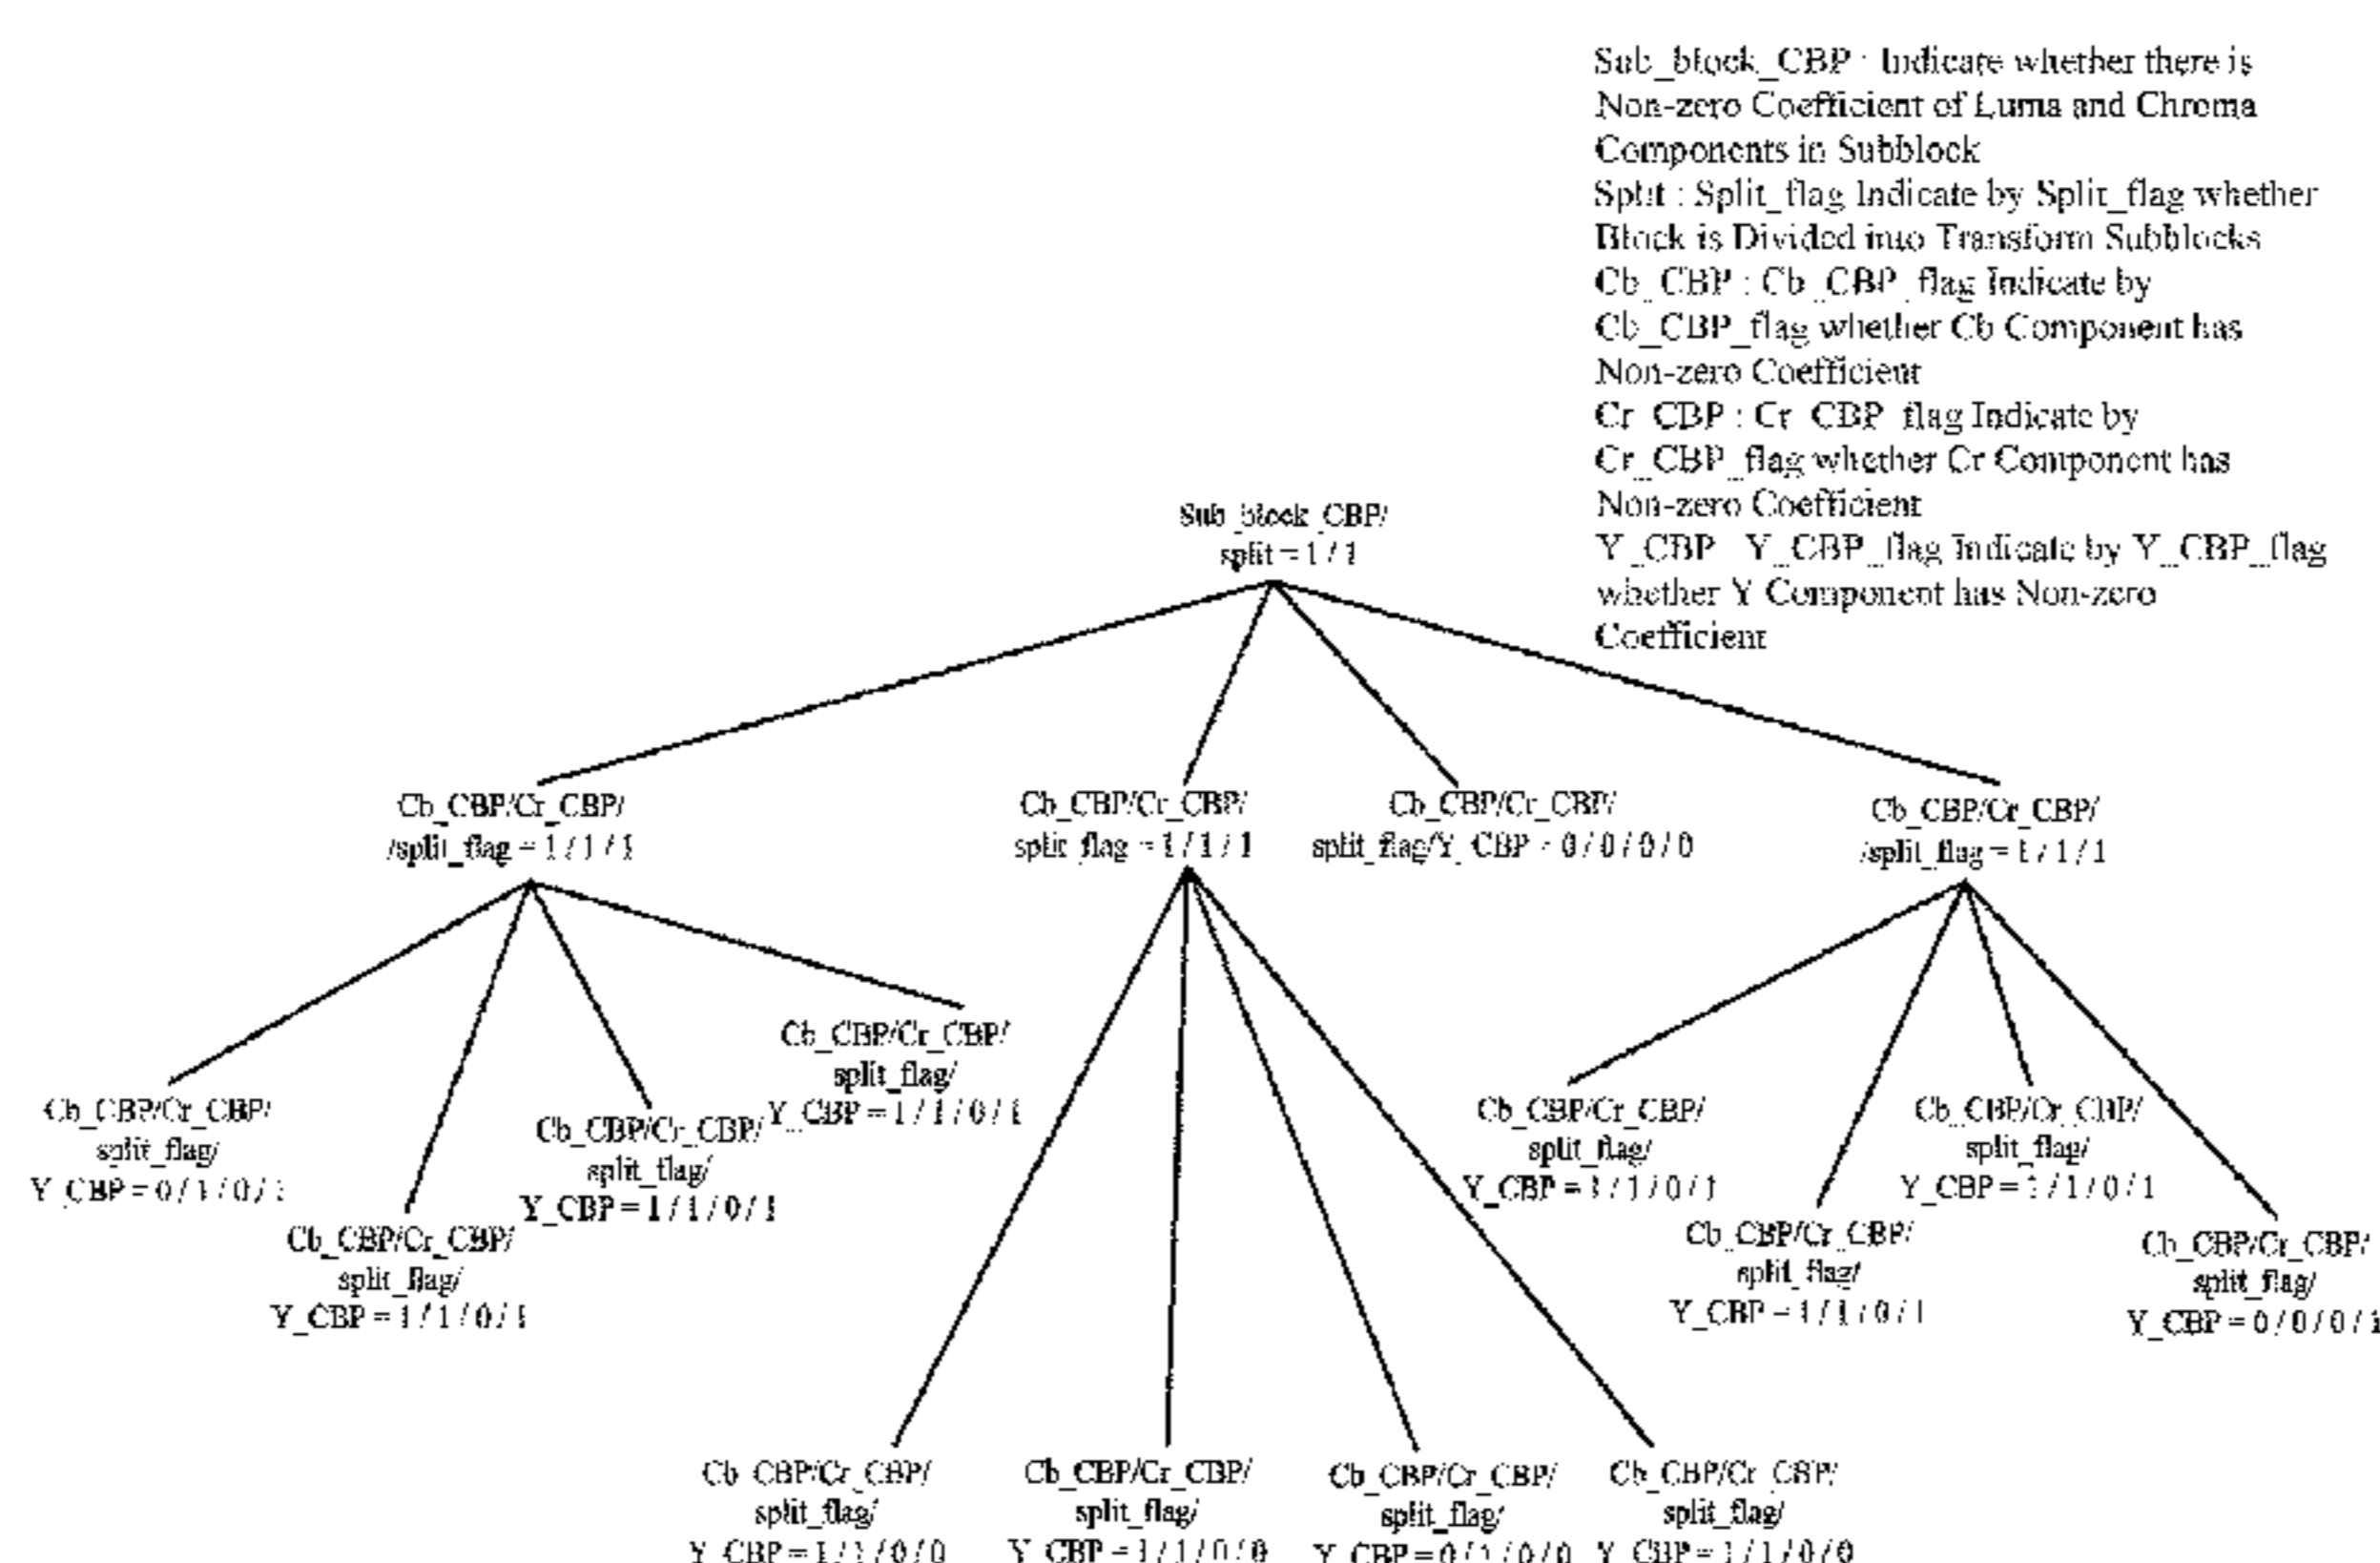 Sub_block_CBP : Indicate whether there is
Non-zero Coefficient of Luma and Chroma
Components in Subblock
Split : Split_flag Indicate by Split_flag whether
Block is Divided into Transform Subblocks
Cb_CBP : Cb_CBP_flag Indicate by
Cb_CBP_flag whether Cb Component has
Non-zero Coefficient
Cr_CBP : Cr_CBP_flag Indicate by
Cr_CBP_flag whether Cr Component has
Non-zero Coefficient
Y_CBP Y_CBP_flag Indicate by Y_CBP_flag
whether Y Component has Non-zero
Coefficient
Sub_block_CBP/
split = 1 / 1
Cb_CBP/Cr_CBP/
/split_flag = 1 / 1 / 1
Cb_CBP/Cr_CBP/
split_flag = 1 / 1 / 1
Cb_CBP/Cr_CBP/
split_flag/Y_CBP = 0 / 0 / 0 / 0
Cb_CBP/Cr_CBP/
/split_flag = 1 / 1 / 1
Cb_CBP/Cr_CBP/
split_flag/
Y_CBP = 0 / 1 / 0 / 1
Cb_CBP/Cr_CBP/
split_flag/
Y_CBP = 1 / 1 / 0 / 1
Cb_CBP/Cr_CBP/
split_flag/
Y_CBP = 1 / 1 / 0 / 1
Cb_CBP/Cr_CBP/
split_flag/
Y_CBP = 1 / 1 / 0 / 1
Cb_CBP/Cr_CBP/
split_flag/
Y_CBP = 1 / 1 / 0 / 0
Cb_CBP/Cr_CBP/
split_flag/
Y_CBP = 1 / 1 / 0 / 0
Cb_CBP/Cr_CBP/
split_flag/
Y_CBP = 0 / 1 / 0 / 0
Cb_CBP/Cr_CBP/
split_flag/
Y_CBP = 1 / 1 / 0 / 0
Cb_CBP/Cr_CBP/
split_flag/
Y_CBP = 1 / 1 / 0 / 1
Cb_CBP/Cr_CBP/
split_flag/
Y_CBP = 1 / 1 / 0 / 1
Cb_CBP/Cr_CBP/
split_flag/
Y_CBP = 1 / 1 / 0 / 1
Cb_CBP/Cr_CBP/
split_flag/
Y_CBP = 0 / 0 / 0 / 1